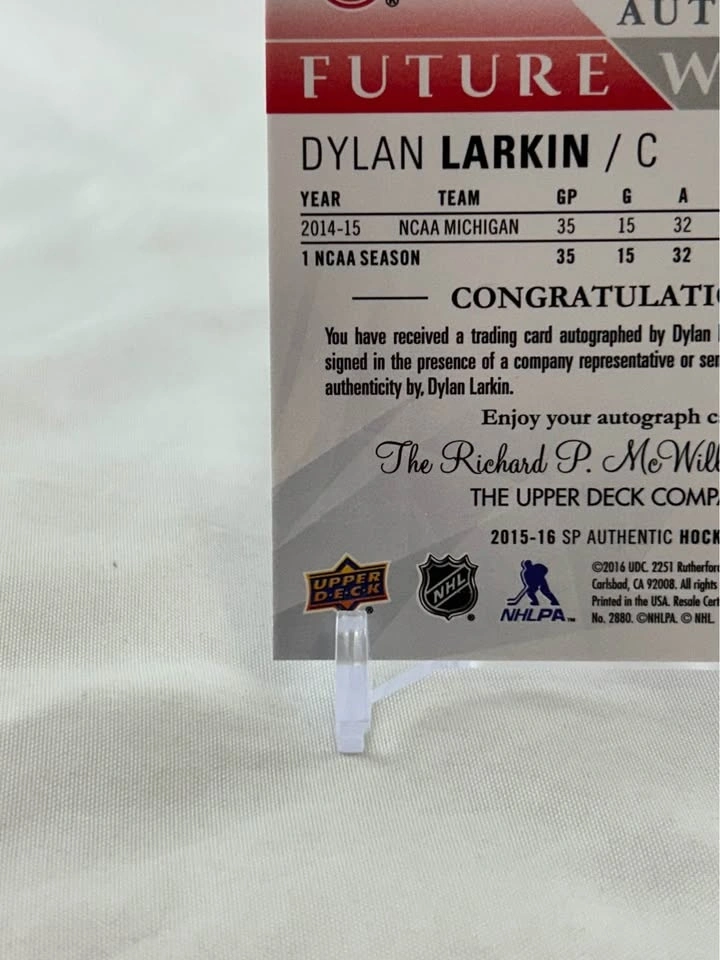 AUT
FUTURE W
DYLAN LARKIN / C
YEAR TEAM GP G A
2014-15 NCAA MICHIGAN 35 15 32
1 NCAA SEASON 35 15 32
CONGRATULATI
You have received a trading card autographed by Dylan
signed in the presence of a company representative or ser
authenticity by, Dylan Larkin.
Enjoy your autograph c
The Richard P. McWill
THE UPPER DECK COMPA
2015-16 SP AUTHENTIC HOCK
UPPER
D·E·C·K
NHL
NHLPA™
©2016 UDC. 2251 Rutherford
Carlsbad, CA 92008. All rights
Printed in the USA. Resale Cert
No. 2880. ©NHLPA. © NHL.